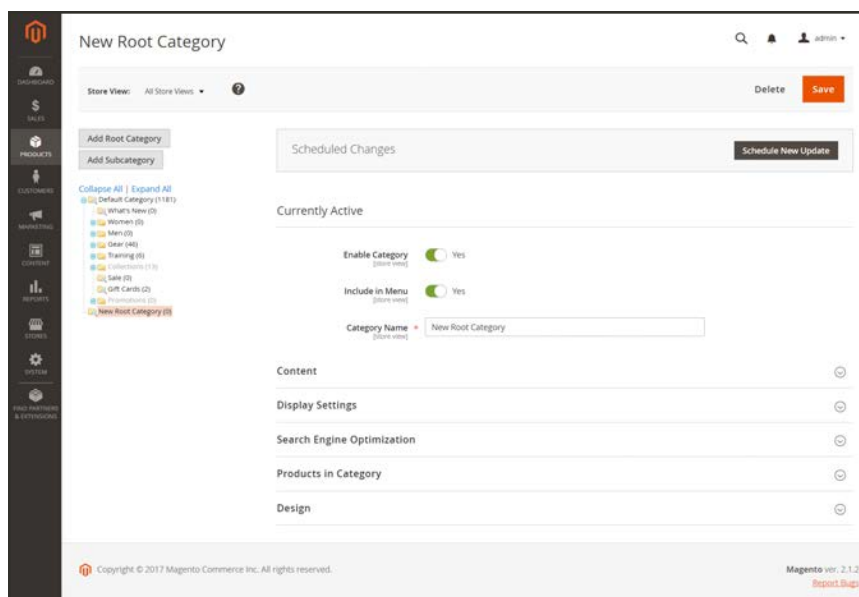 New Root Category
admin
DASHBOARD
SALES
PRODUCTS
CUSTOMERS
MARKETING
CONTENT
REPORTS
STORES
SYSTEM
FIND PARTNERS
& EXTENSIONS
Store View: All Store Views
Delete
Save
Add Root Category
Add Subcategory
Collapse All | Expand All
Default Category (1181)
What's New (0)
Women (0)
Men (0)
Gear (46)
Training (6)
Collections (13)
Sale (0)
Gift Cards (2)
Promotions (0)
New Root Category (0)
Scheduled Changes
Schedule New Update
Currently Active
Enable Category Yes
[store view]
Include in Menu Yes
[store view]
Category Name * New Root Category
[store view]
Content
Display Settings
Search Engine Optimization
Products in Category
Design
Copyright © 2017 Magento Commerce Inc. All rights reserved.
Magento ver. 2.1.2
Report Bugs